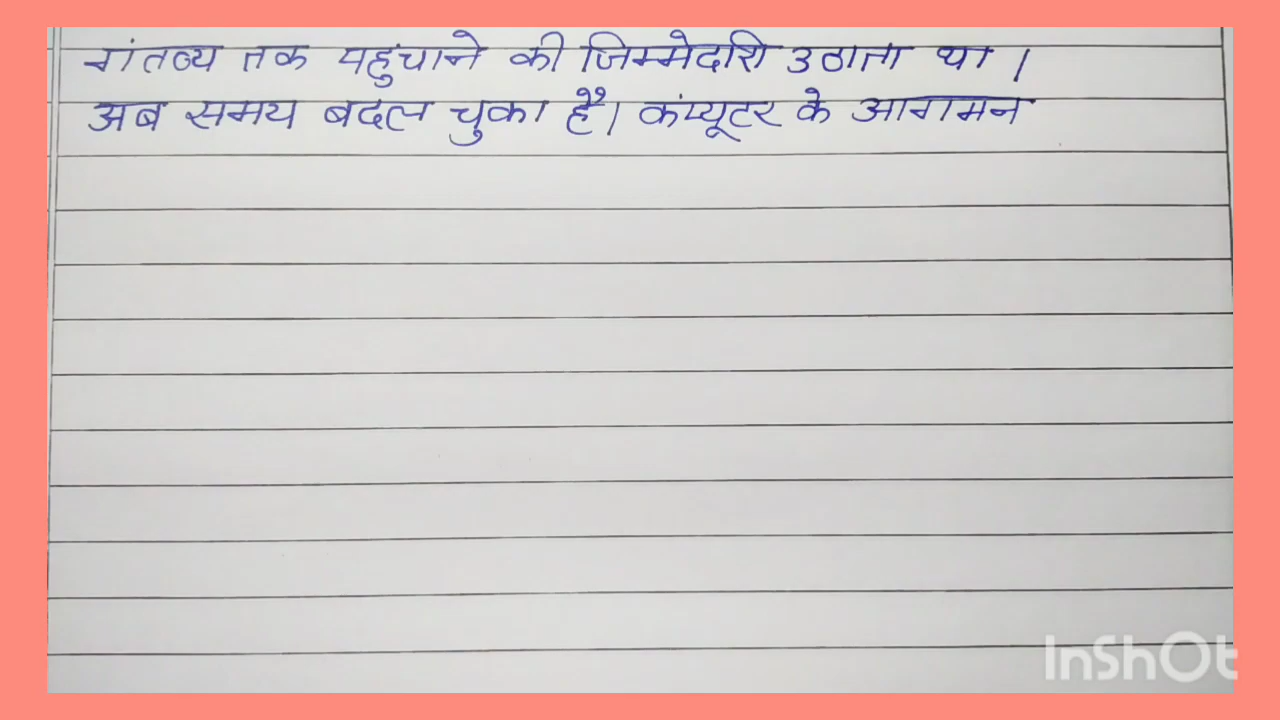 गंतव्य तक पहुंचाने की जिम्मेदारी उठाता था।
अब समय बदल चुका है। कंप्यूटर के आगमन
InShOt